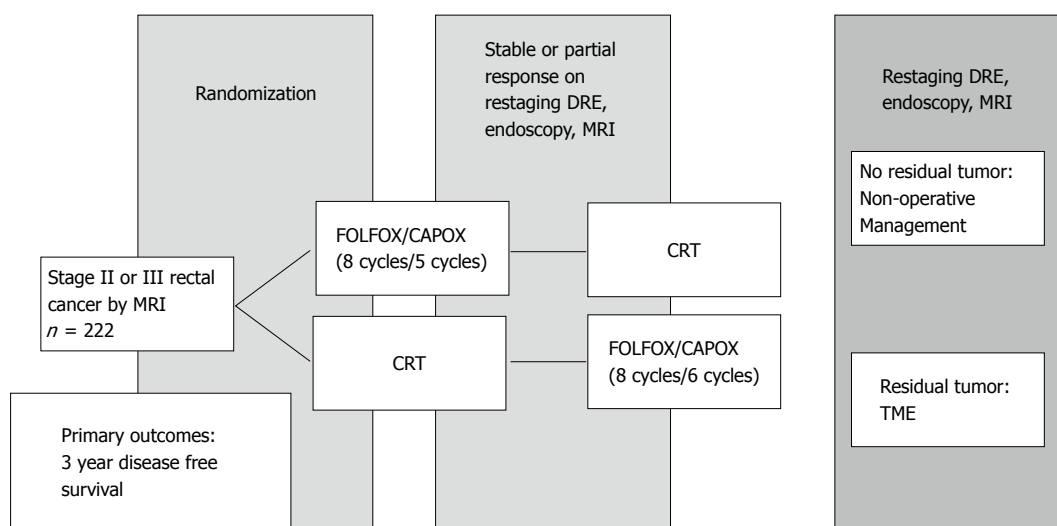 Randomization
Stable or partial
response on
restaging DRE,
endoscopy, MRI
Restaging DRE,
endoscopy, MRI
Stage II or III rectal
cancer by MRI
n = 222
FOLFOX/CAPOX
(8 cycles/5 cycles)
CRT
CRT
FOLFOX/CAPOX
(8 cycles/6 cycles)
No residual tumor:
Non-operative
Management
Residual tumor:
TME
Primary outcomes:
3 year disease free
survival